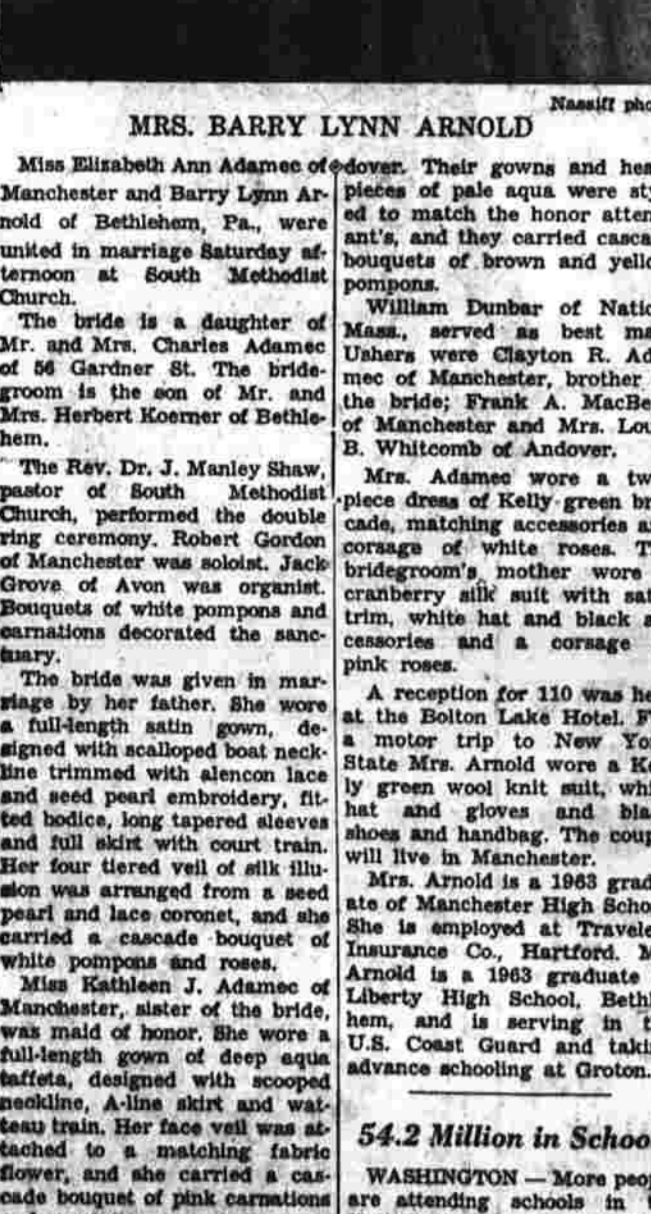 Nassiff pho
MRS. BARRY LYNN ARNOLD
Miss Elizabeth Ann Adamec of
Manchester and Barry Lynn Ar-
nold of Bethlehem, Pa., were
united in marriage Saturday af-
ternoon at South Methodist
Church.
The bride is a daughter of
Mr. and Mrs. Charles Adamec
of 56 Gardner St. The bride-
groom is the son of Mr. and
Mrs. Herbert Koerner of Bethle-
hem.
The Rev. Dr. J. Manley Shaw,
pastor of South Methodist
Church, performed the double
ring ceremony. Robert Gordon
of Manchester was soloist. Jack
Grove of Avon was organist.
Bouquets of white pompons and
carnations decorated the sanc-
tuary.
The bride was given in mar-
riage by her father. She wore
a full-length satin gown, de-
signed with scalloped boat neck-
line trimmed with alencon lace
and seed pearl embroidery, fit-
ted bodice, long tapered sleeves
and full skirt with court train.
Her four tiered veil of silk illu-
sion was arranged from a seed
pearl and lace coronet, and she
carried a cascade bouquet of
white pompons and roses.
Miss Kathleen J. Adamec of
Manchester, sister of the bride,
was maid of honor. She wore a
full-length gown of deep aqua
taffeta, designed with scooped
neckline, A-line skirt and wat-
teau train. Her face veil was at-
tached to a matching fabric
flower, and she carried a cas-
cade bouquet of pink carnations
dover. Their gowns and hea
pieces of pale aqua were sty
ed to match the honor atten
ant's, and they carried casca
bouquets of brown and yello
pompons.
William Dunbar of Natic
Mass., served as best ma
Ushers were Clayton R. Ad
mec of Manchester, brother
the bride; Frank A. MacBe
of Manchester and Mrs. Lou
B. Whitcomb of Andover.
Mrs. Adamec wore a tw
piece dress of Kelly green br
cade, matching accessories a
corsage of white roses. T
bridegroom's mother wore
cranberry silk suit with sat
trim, white hat and black a
cessories and a corsage
pink roses.
A reception for 110 was he
at the Bolton Lake Hotel. F
a motor trip to New Yo
State Mrs. Arnold wore a Ke
ly green wool knit suit, whi
hat and gloves and bla
shoes and handbag. The coup
will live in Manchester.
Mrs. Arnold is a 1963 grad
ate of Manchester High Scho
She is employed at Travele
Insurance Co., Hartford. M
Arnold is a 1963 graduate
Liberty High School, Bethl
hem, and is serving in t
U.S. Coast Guard and takin
advance schooling at Groton.
54.2 Million in Schoo
WASHINGTON — More peop
are attending schools in t